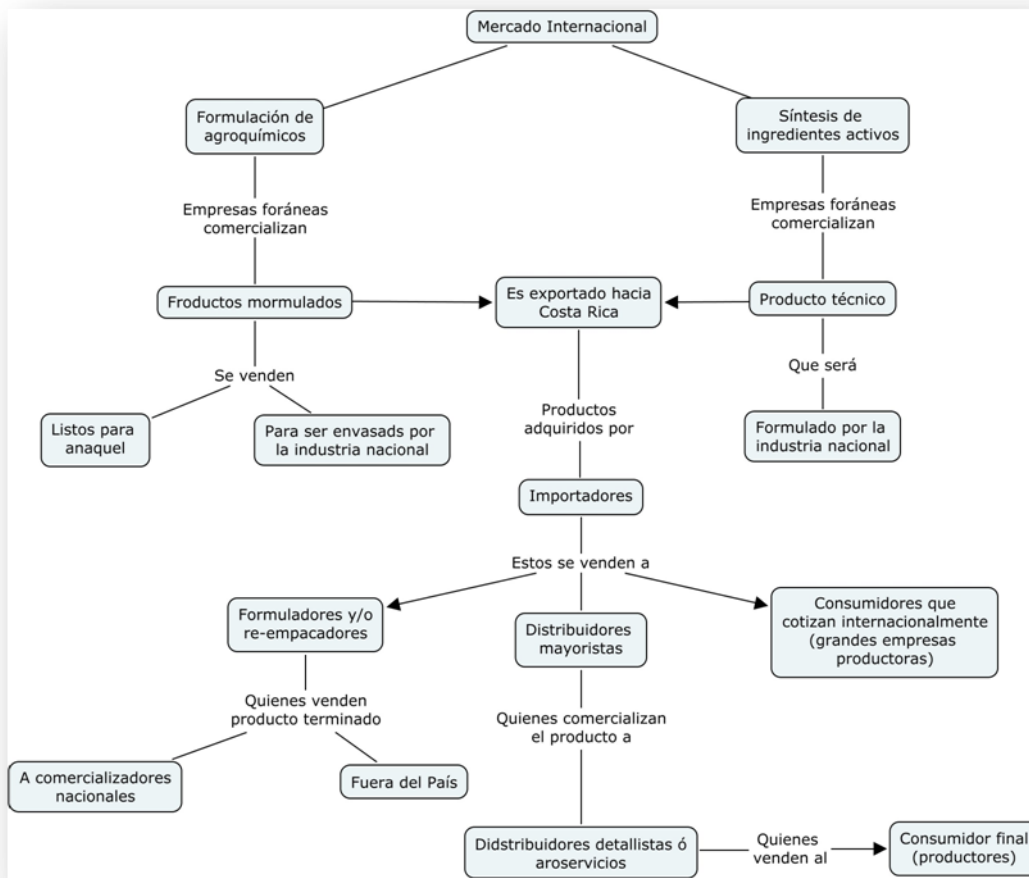 Mercado Internacional
Formulación de
agroquímicos
Síntesis de
ingredientes activos
Empresas foráneas
comercializan
Empresas foráneas
comercializan
Froductos mormulados
Es exportado hacia
Costa Rica
Producto técnico
Se venden
Que será
Listos para
anaquel
Para ser envasads por
la industria nacional
Productos
adquiridos por
Formulado por la
industria nacional
Importadores
Estos se venden a
Formuladores y/o
re-empacadores
Distribuidores
mayoristas
Consumidores que
cotizan internacionalmente
(grandes empresas
productoras)
Quienes venden
producto terminado
Quienes comercializan
el producto a
A comercializadores
nacionales
Fuera del País
Didstribuidores detallistas ó
aroservicios
Quienes
venden al
Consumidor final
(productores)